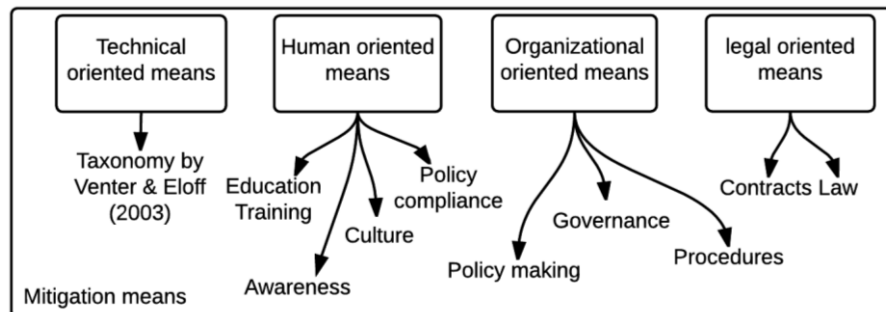 Technical
oriented means
Human oriented
means
Organizational
oriented means
legal oriented
means
Taxonomy by
Venter & Eloff
(2003)
Education
Training
Policy
compliance
Culture
Awareness
Governance
Policy making
Procedures
Contracts Law
Mitigation means